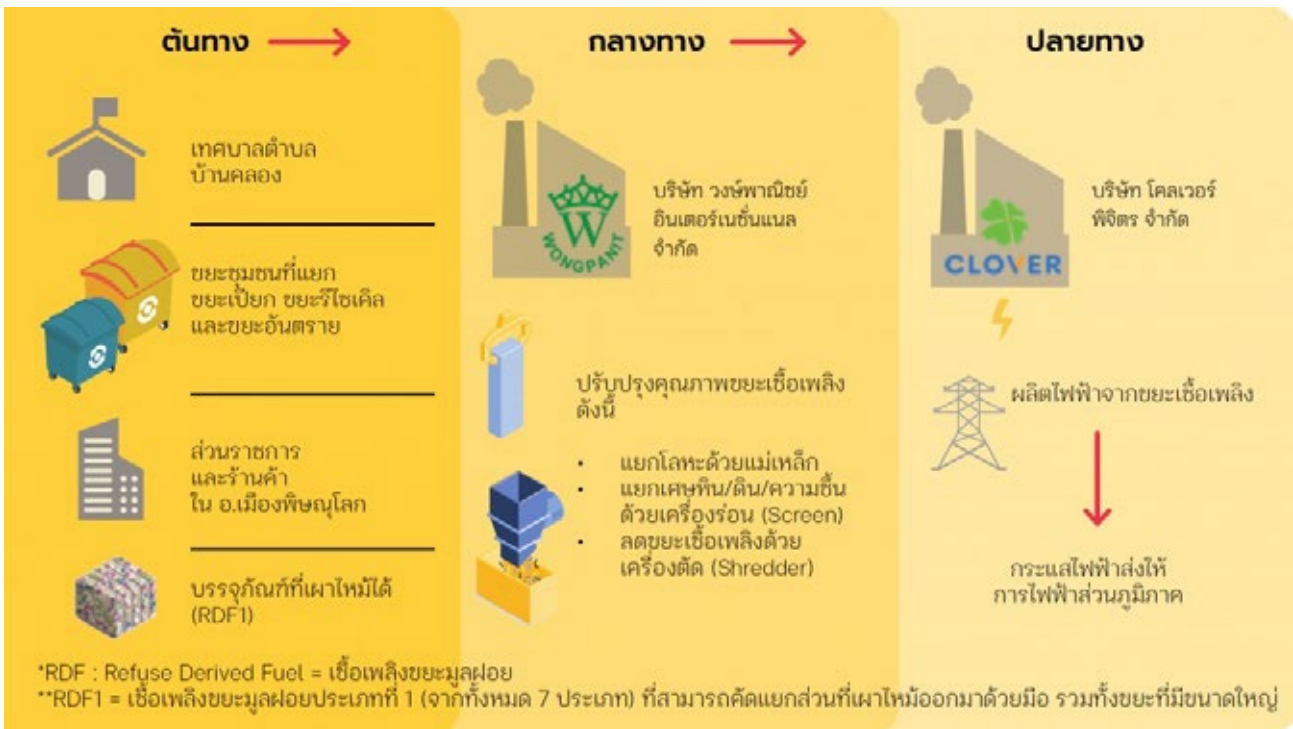 ต้นทาง
เทศบาลตำบล
บ้านคลอง
ขยะชุมชนที่แยก
ขยะเปียก ขยะรีไซเคิล
และขยะอันตราย
ส่วนราชการ
และร้านค้า
ใน อ.เมืองพิษณุโลก
บรรจุภัณฑ์ที่เผาไหม้ได้
(RDF1)
กลางทาง
W
WONGPANIT
บริษัท วงษ์พาณิชย์
อินเตอร์เนชั่นแนล
จำกัด
ปรับปรุงคุณภาพขยะเชื้อเพลิง
ดังนี้
• แยกโลหะด้วยแม่เหล็ก
• แยกเศษหิน/ดิน/ความชื้น
ด้วยเครื่องร่อน (Screen)
• ลดขยะเชื้อเพลิงด้วย
เครื่องตัด (Shredder)
ปลายทาง
CLOVER
บริษัท โคลเวอร์
พิจิตร จำกัด
ผลิตไฟฟ้าจากขยะเชื้อเพลิง
กระแสไฟฟ้าส่งให้
การไฟฟ้าส่วนภูมิภาค
*RDF : Refuse Derived Fuel = เชื้อเพลิงขยะมูลฝอย
**RDF1 = เชื้อเพลิงขยะมูลฝอยประเภทที่ 1 (จากทั้งหมด 7 ประเภท) ที่สามารถคัดแยกส่วนที่เผาไหม้ออกมาด้วยมือ รวมทั้งขยะที่มีขนาดใหญ่